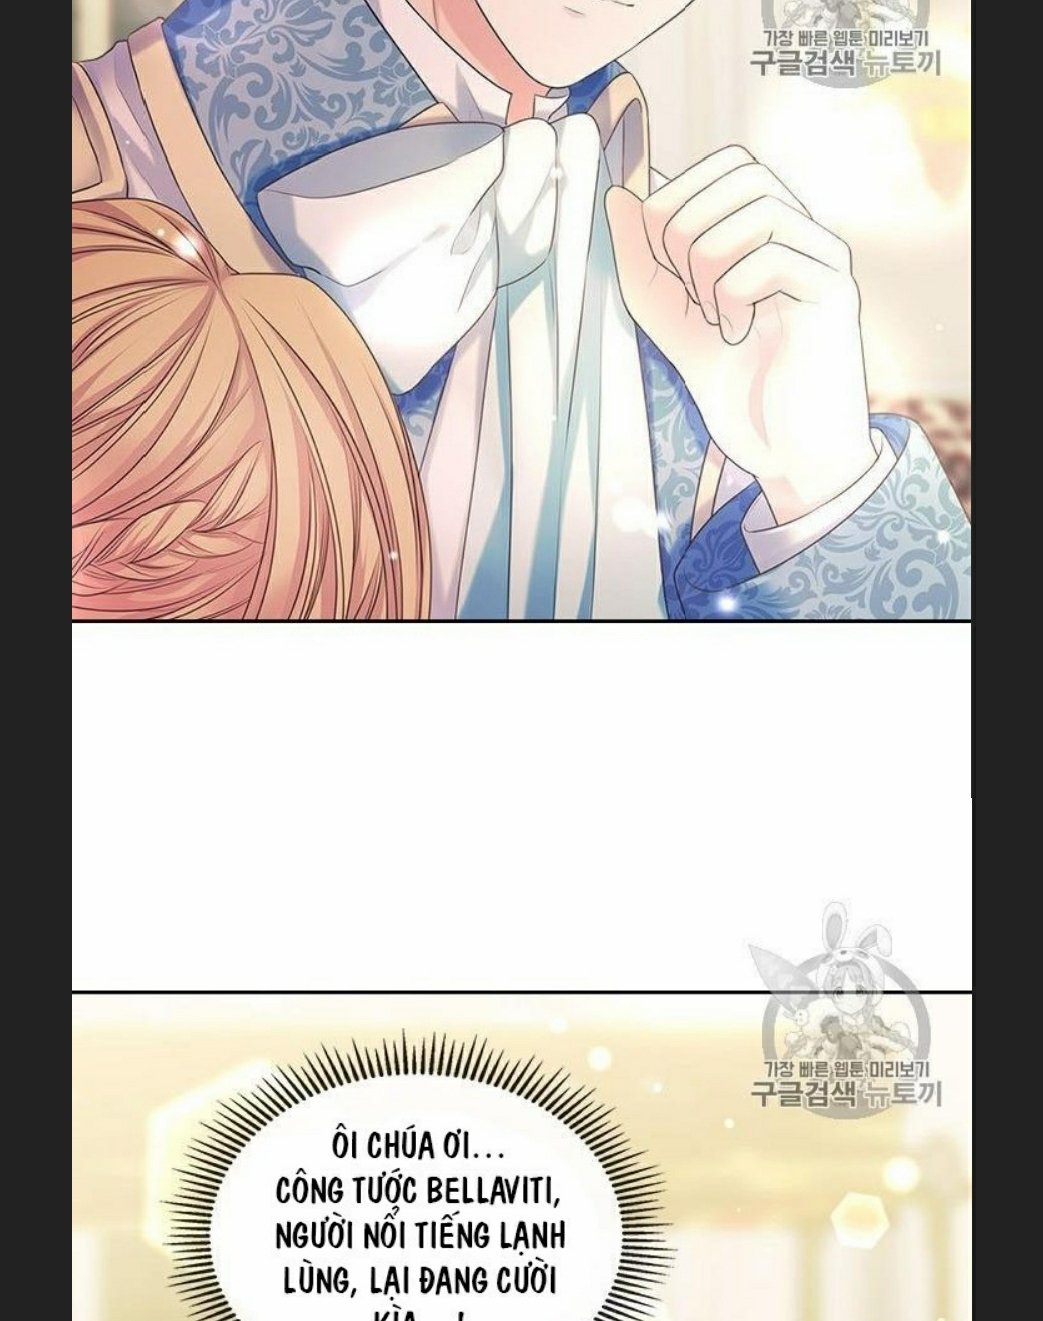 가장 빠른 웹툰 미리보기
구글검색 뉴토끼
가장 빠른 웹툰 미리보기
구글검색 뉴토끼
ÔI CHÚA ƠI...
CÔNG TƯỚC BELLAVITI,
NGƯỜI NỔI TIẾNG LẠNH
LÙNG, LẠI ĐANG CƯỜI